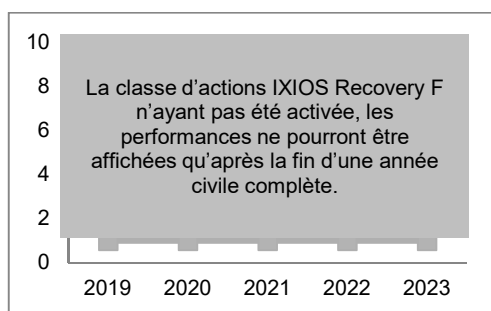 10
8
6
4
2
0
La classe d’actions IXIOS Recovery F
n’ayant pas été activée, les
performances ne pourront être
affichées qu’après la fin d’une année
civile complète.
2019 2020 2021 2022 2023